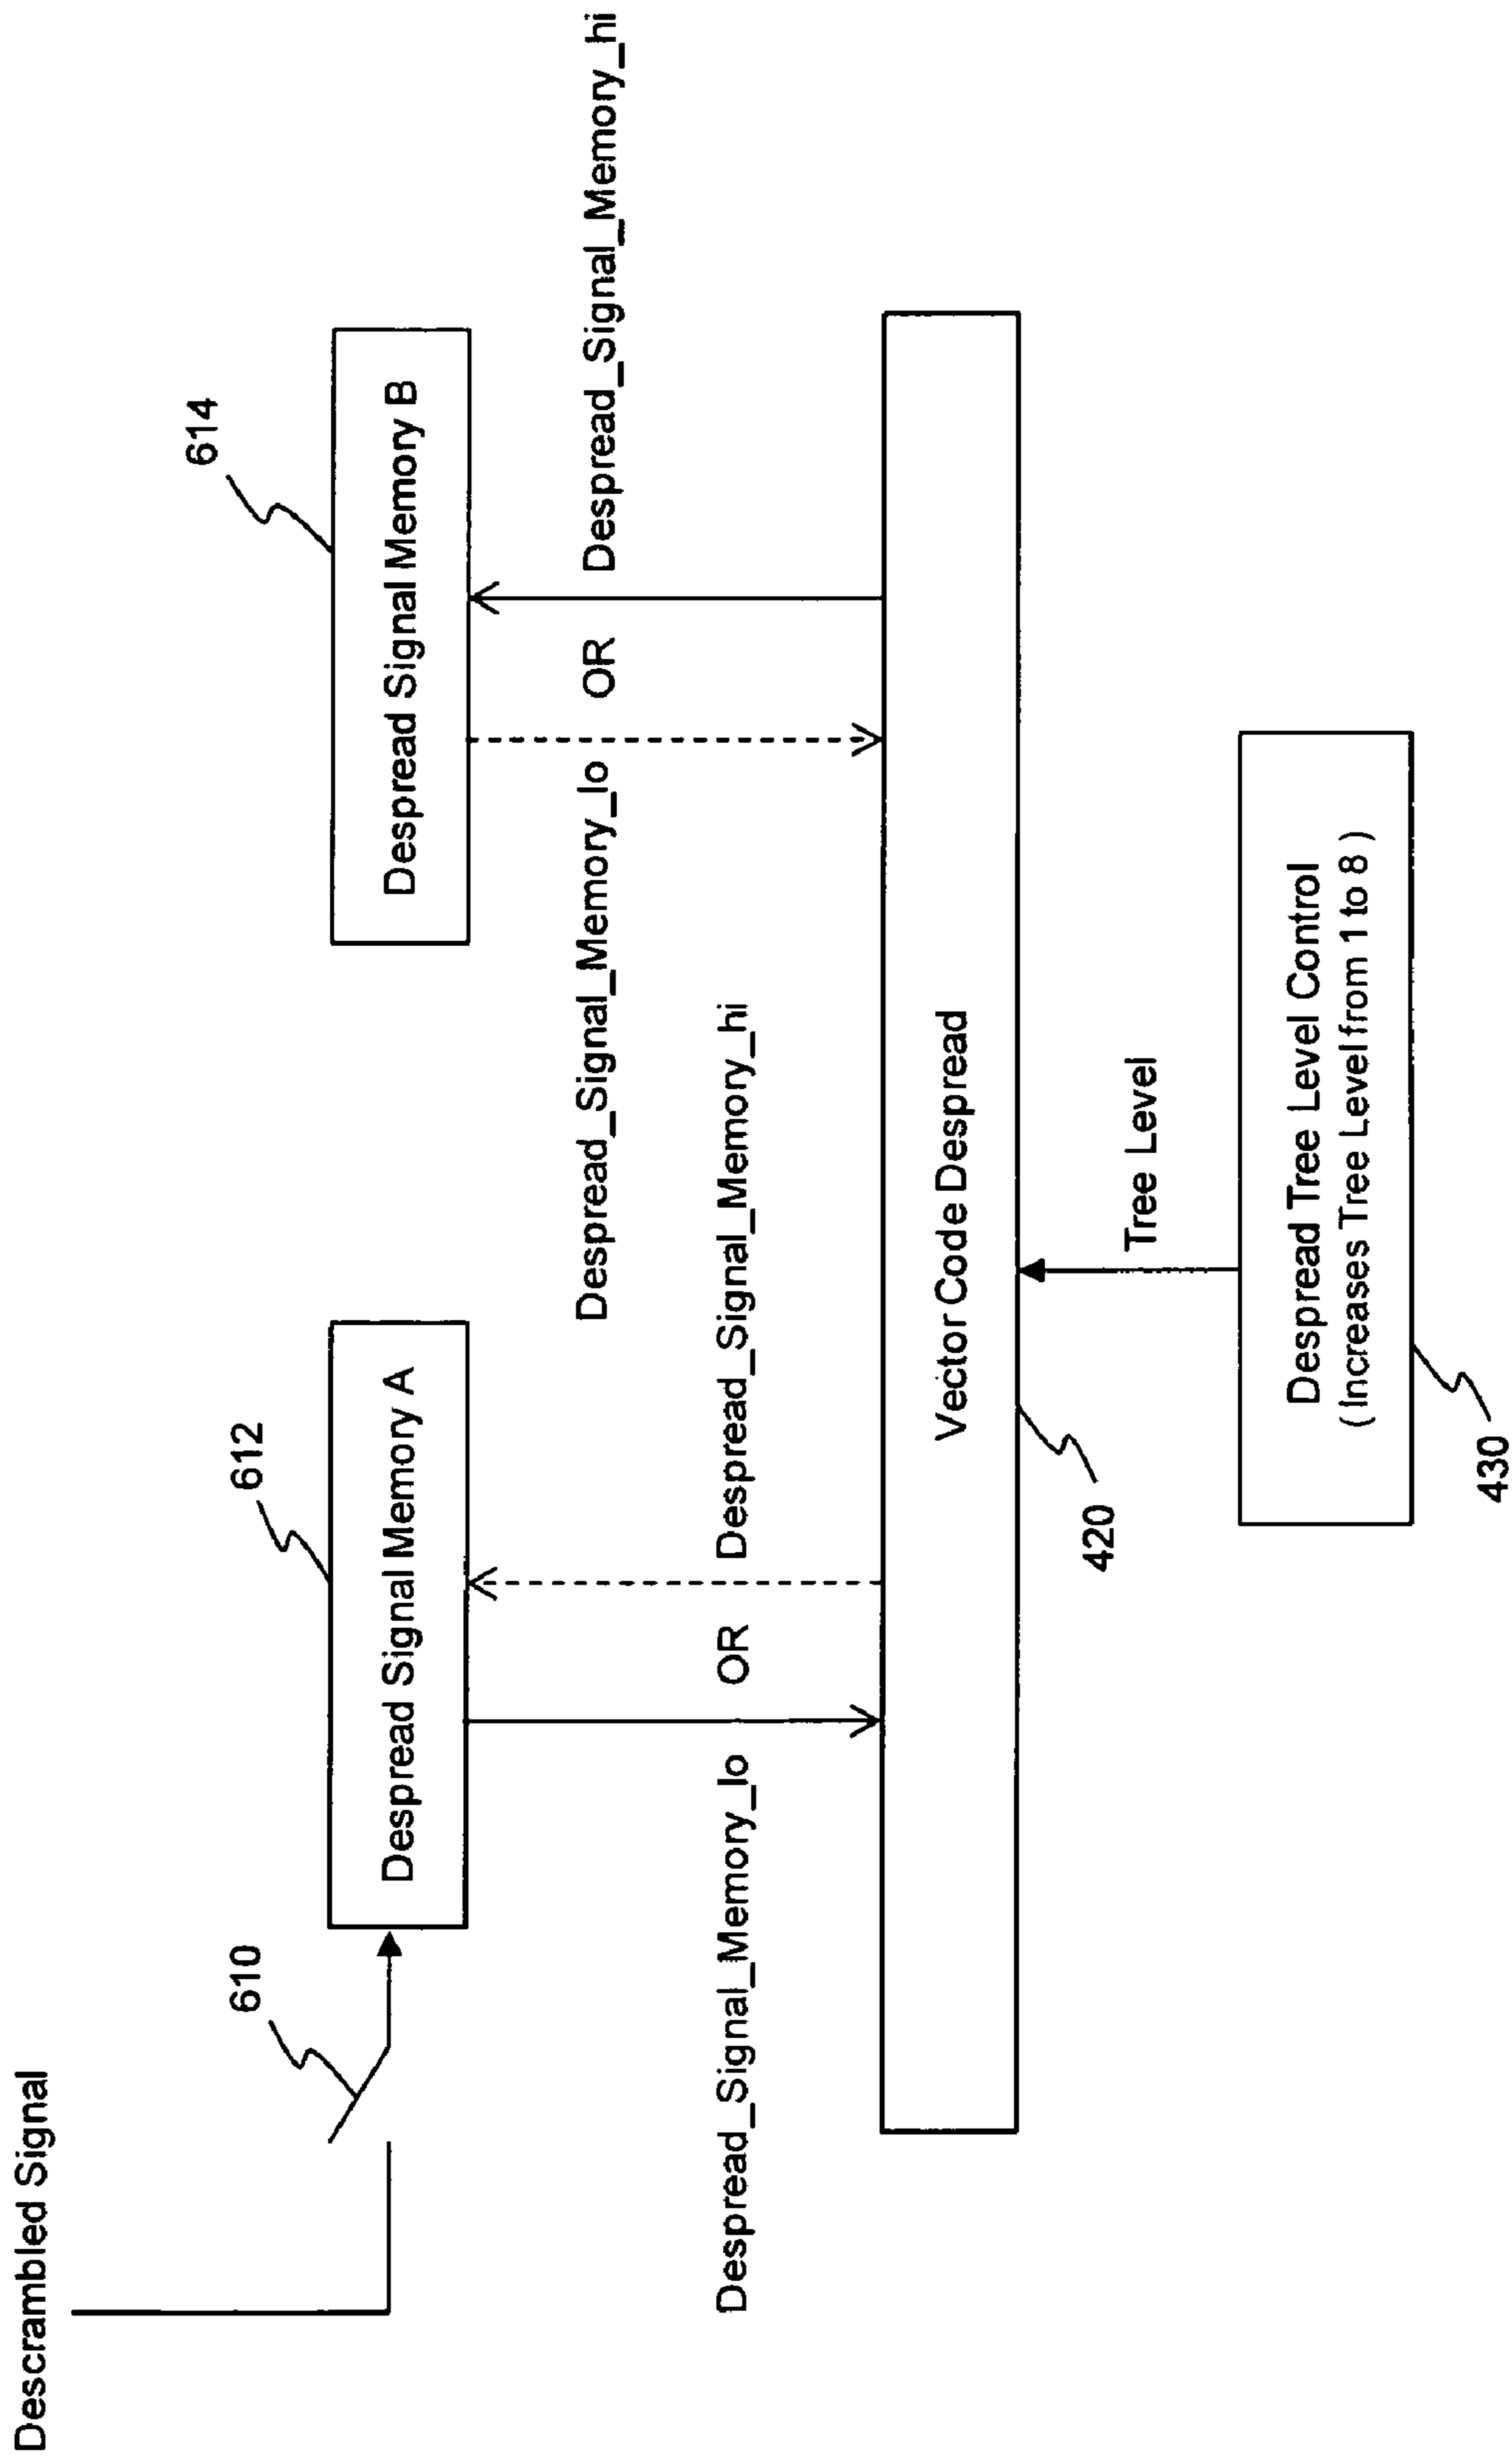 Descrambled Signal
610
612
614
Despread Signal Memory A
Despread Signal Memory B
Despread_Signal_Memory_lo
OR
Despread_Signal_Memory_hi
Despread_Signal_Memory_lo
OR
Despread_Signal_Memory_hi
Vector Code Despread
420
Tree Level
Despread Tree Level Control
( Increases Tree Level from 1 to 8 )
430